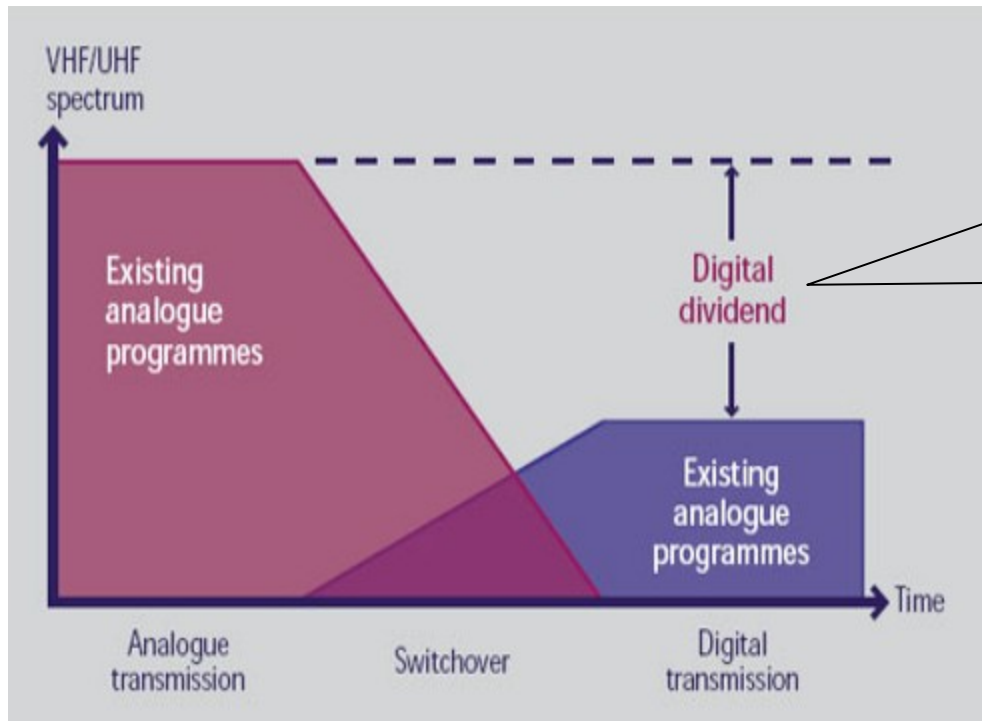 VHF/UHF
spectrum
Existing
analogue
programmes
Digital
dividend
Existing
analogue
programmes
Time
Analogue
transmission
Switchover
Digital
transmission